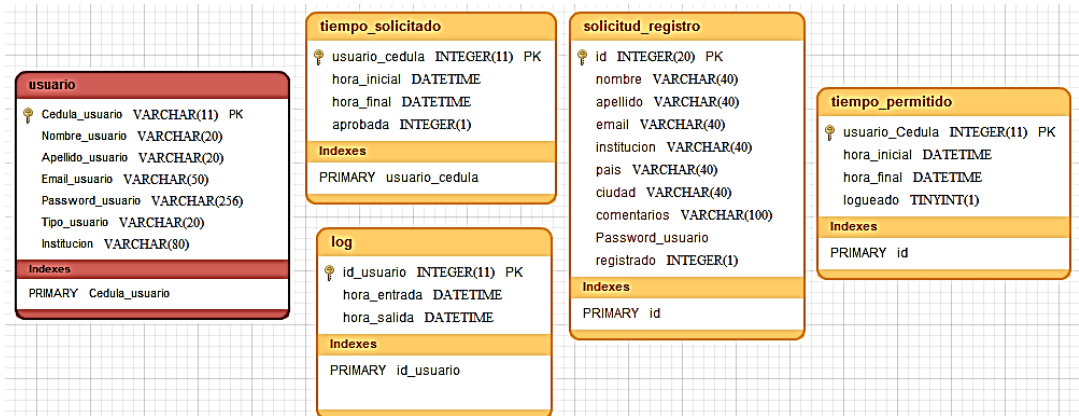 usuario
Cedula_usuario VARCHAR(11) PK
Nombre_usuario VARCHAR(20)
Apellido_usuario VARCHAR(20)
Email_usuario VARCHAR(50)
Password_usuario VARCHAR(256)
Tipo_usuario VARCHAR(20)
Institucion VARCHAR(80)
Indexes
PRIMARY Cedula_usuario
tiempo_solicitado
usuario_cedula INTEGER(11) PK
hora_inicial DATETIME
hora_final DATETIME
aprobada INTEGER(1)
Indexes
PRIMARY usuario_cedula
log
id_usuario INTEGER(11) PK
hora_entrada DATETIME
hora_salida DATETIME
Indexes
PRIMARY id_usuario
solicitud_registro
id INTEGER(20) PK
nombre VARCHAR(40)
apellido VARCHAR(40)
email VARCHAR(40)
institucion VARCHAR(40)
pais VARCHAR(40)
ciudad VARCHAR(40)
comentarios VARCHAR(100)
Password_usuario
registrado INTEGER(1)
Indexes
PRIMARY id
tiempo_permitido
usuario_Cedula INTEGER(11) PK
hora_inicial DATETIME
hora_final DATETIME
logueado TINYINT(1)
Indexes
PRIMARY id